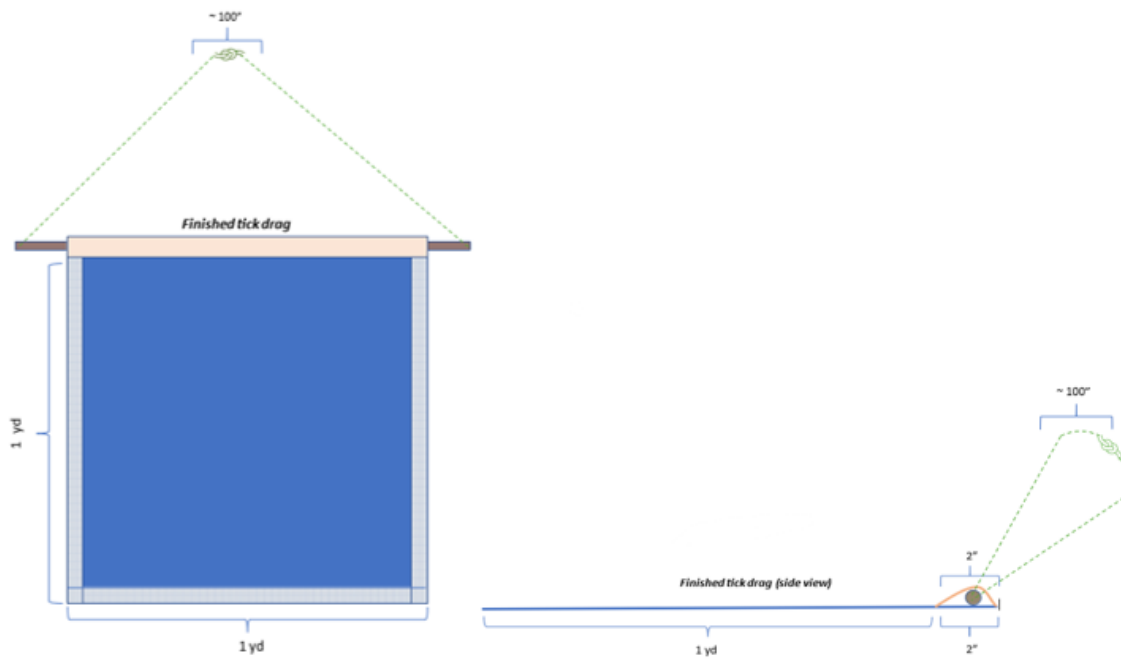 ~ 100"
Finished tick drag
1 yd
1 yd
~ 100"
2"
Finished tick drag (side view)
1 yd
2"